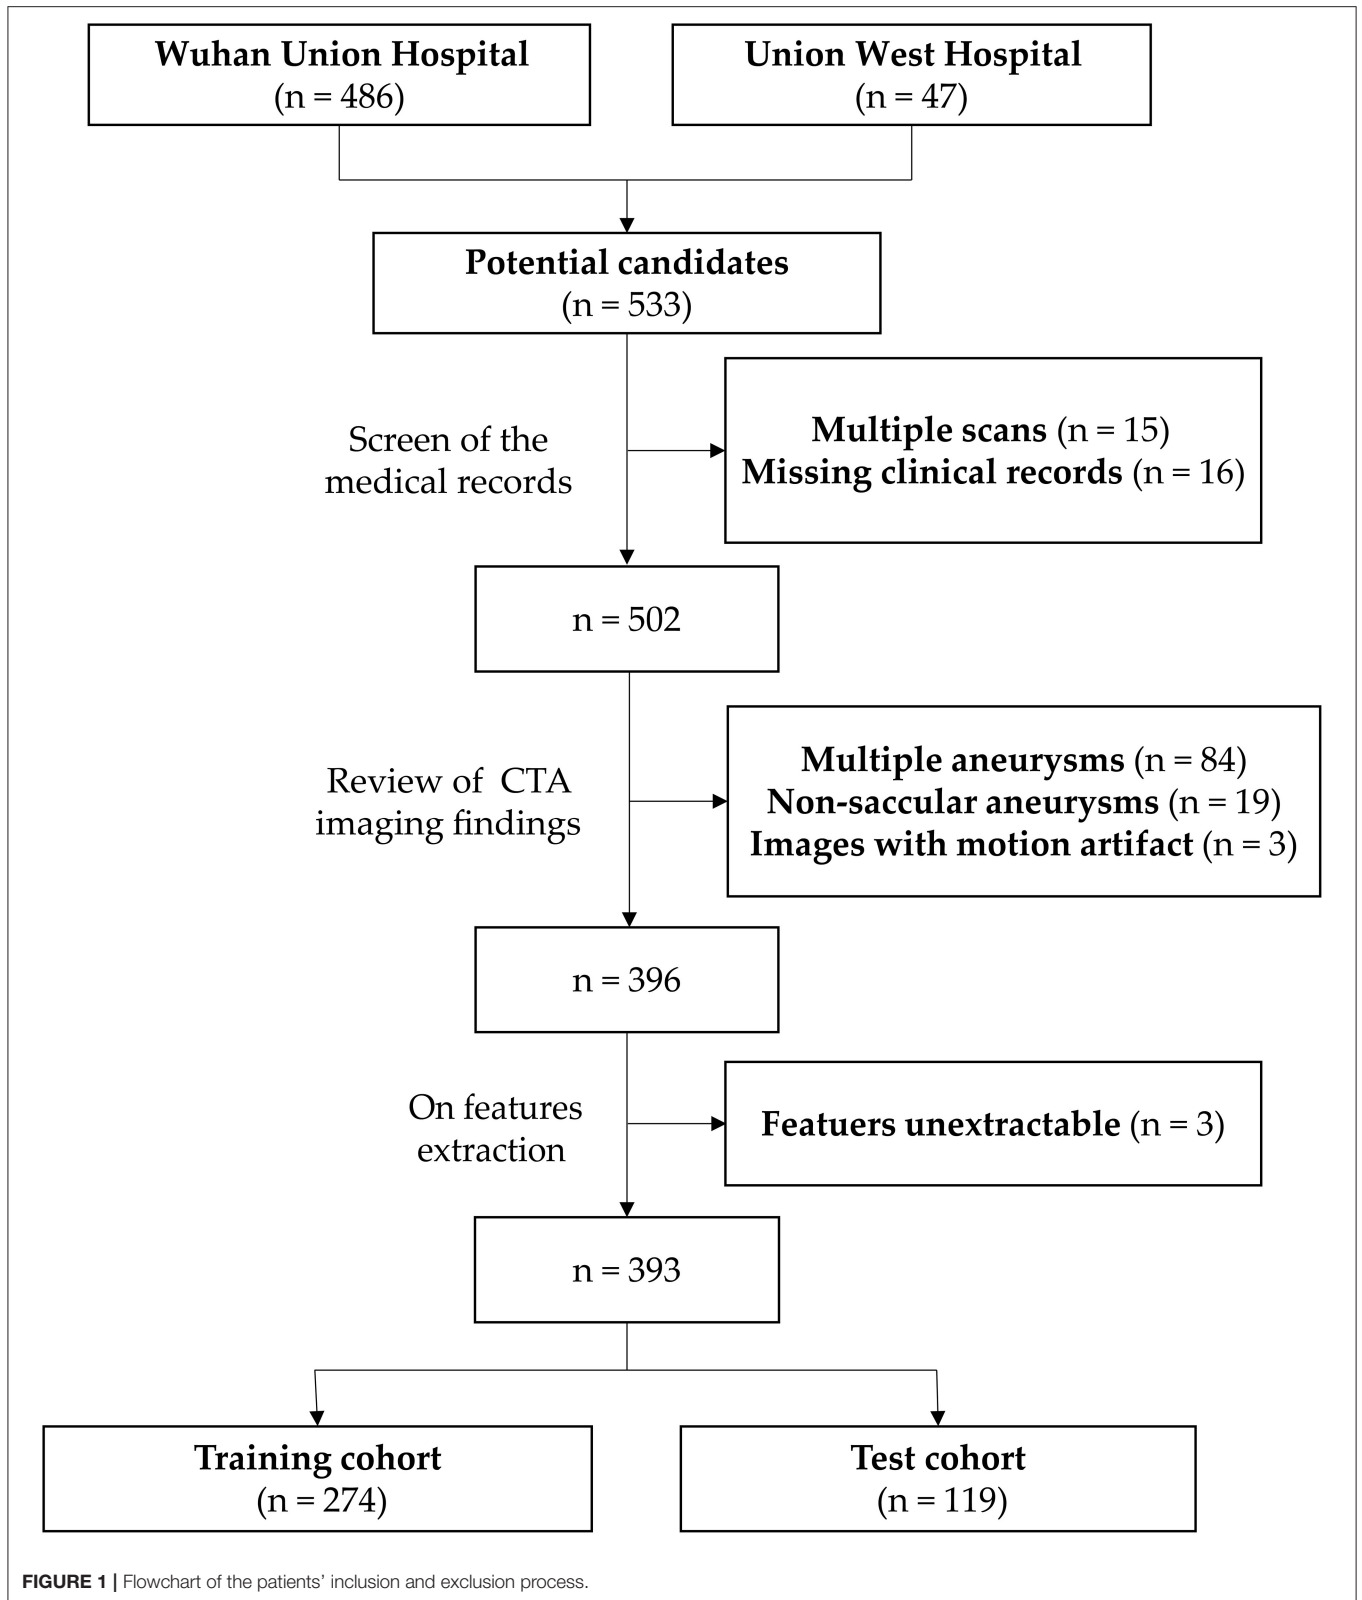 Wuhan Union Hospital
(n = 486)
Union West Hospital
(n = 47)
Potential candidates
(n = 533)
Screen of the
medical records
Multiple scans (n = 15)
Missing clinical records (n = 16)
n = 502
Review of CTA
imaging findings
Multiple aneurysms (n = 84)
Non-saccular aneurysms (n = 19)
Images with motion artifact (n = 3)
n = 396
On features
extraction
Featuers unextractable (n = 3)
n = 393
Training cohort
(n = 274)
Test cohort
(n = 119)
FIGURE 1 | Flowchart of the patients' inclusion and exclusion process.